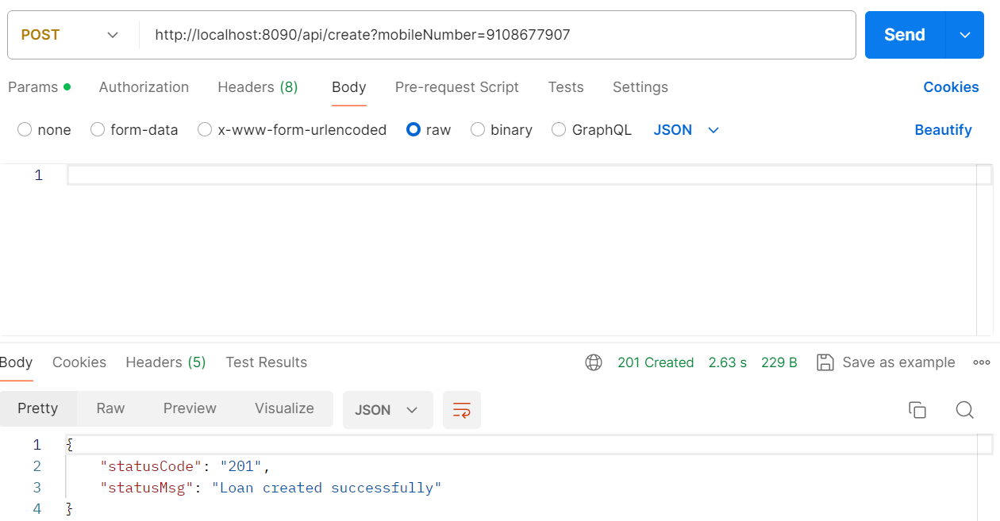 POST http://localhost:8090/api/create?mobileNumber=9108677907 Send
Params Authorization Headers (8) Body Pre-request Script Tests Settings Cookies
none form-data x-www-form-urlencoded raw binary GraphQL JSON Beautify
1
Body Cookies Headers (5) Test Results 201 Created 2.63 s 229 B Save as example
Pretty Raw Preview Visualize JSON
1 {
2 "statusCode": "201",
3 "statusMsg": "Loan created successfully"
4 }